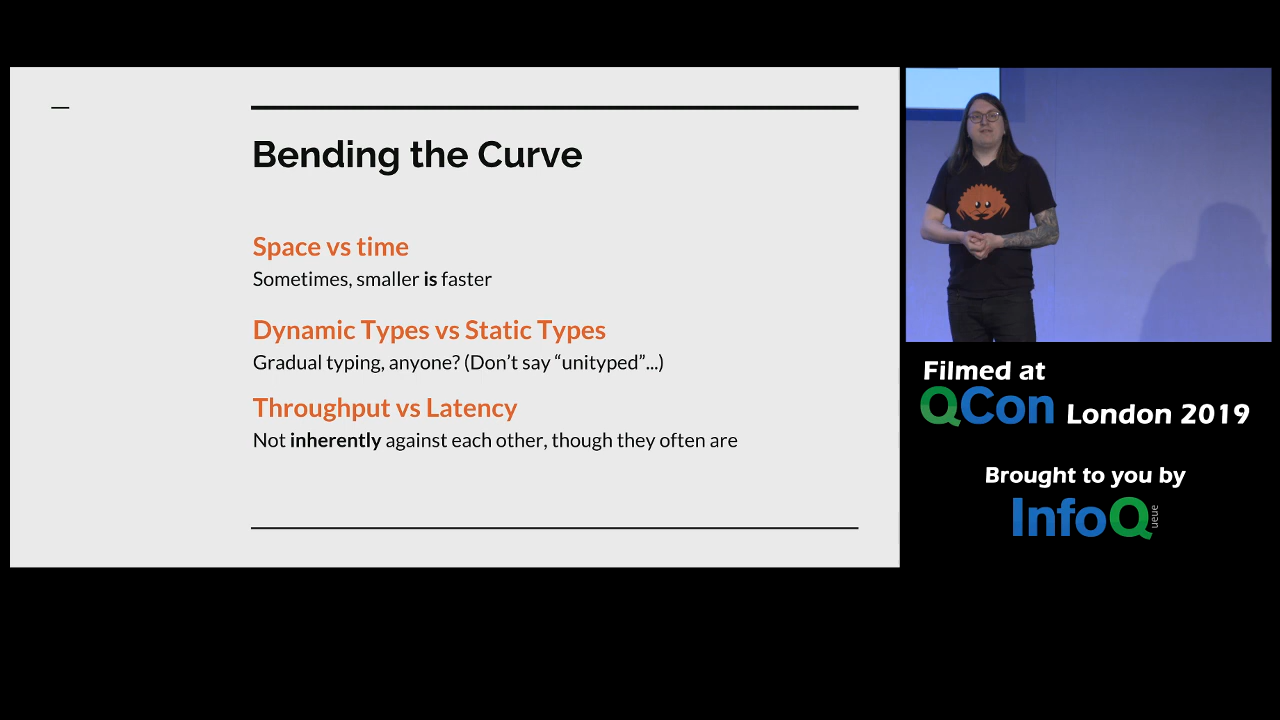 Bending the Curve
Space vs time
Sometimes, smaller is faster
Dynamic Types vs Static Types
Gradual typing, anyone? (Don’t say “unityped”...)
Throughput vs Latency
Not inherently against each other, though they often are
Filmed at
QCon London 2019
Brought to you by
InfoQueue